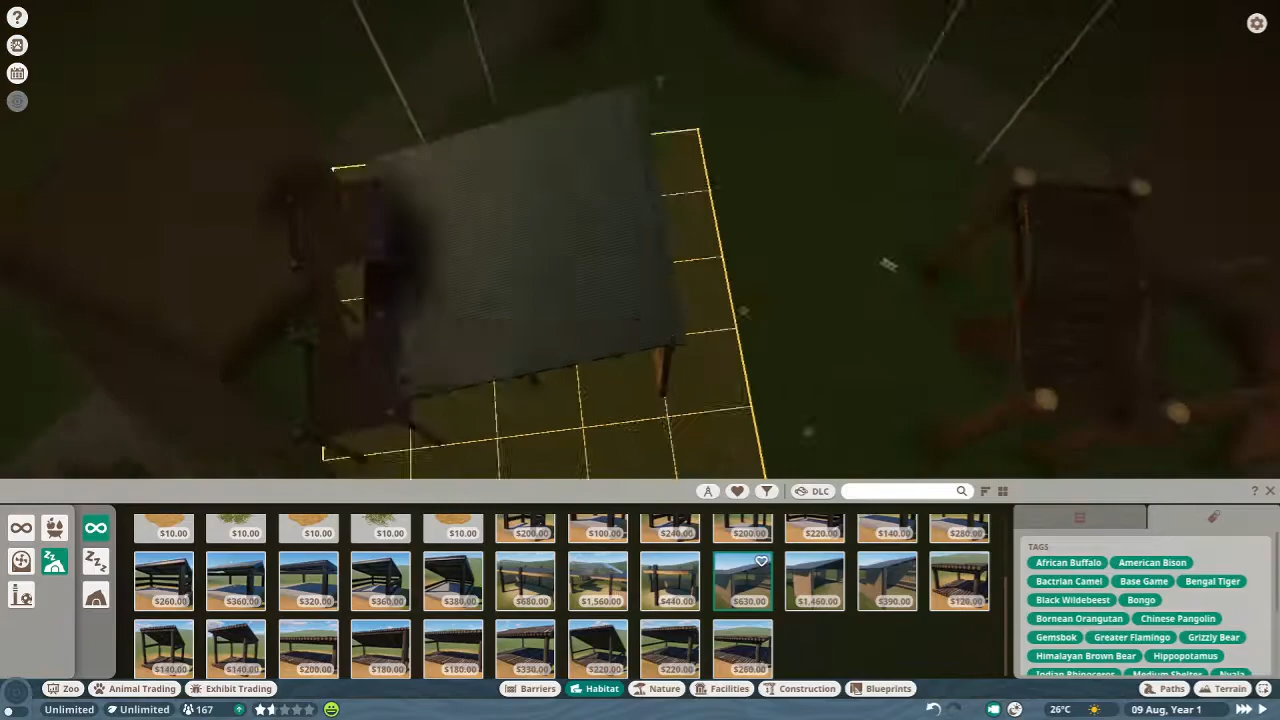 ?
DLC
? ×
$10.00 $10.00 $10.00 $10.00 $10.00 $200.00 $100.00 $240.00 $200.00 $220.00 $140.00 $280.00
$260.00 $360.00 $320.00 $360.00 $380.00 $680.00 $1,560.00 $440.00 $630.00 $1,460.00 $390.00 $120.00
$140.00 $140.00 $200.00 $180.00 $180.00 $330.00 $220.00 $220.00 $260.00
TAGS
African Buffalo American Bison
Bactrian Camel Base Game Bengal Tiger
Black Wildebeest Bongo
Bornean Orangutan Chinese Pangolin
Gemsbok Greater Flamingo Grizzly Bear
Himalayan Brown Bear Hippopotamus
Indian Rhinoceros Medium Shelter Nyala
Zoo Animal Trading Exhibit Trading Barriers Habitat Nature Facilities Construction Blueprints Paths Terrain
Unlimited Unlimited 167 26°C 09 Aug, Year 1